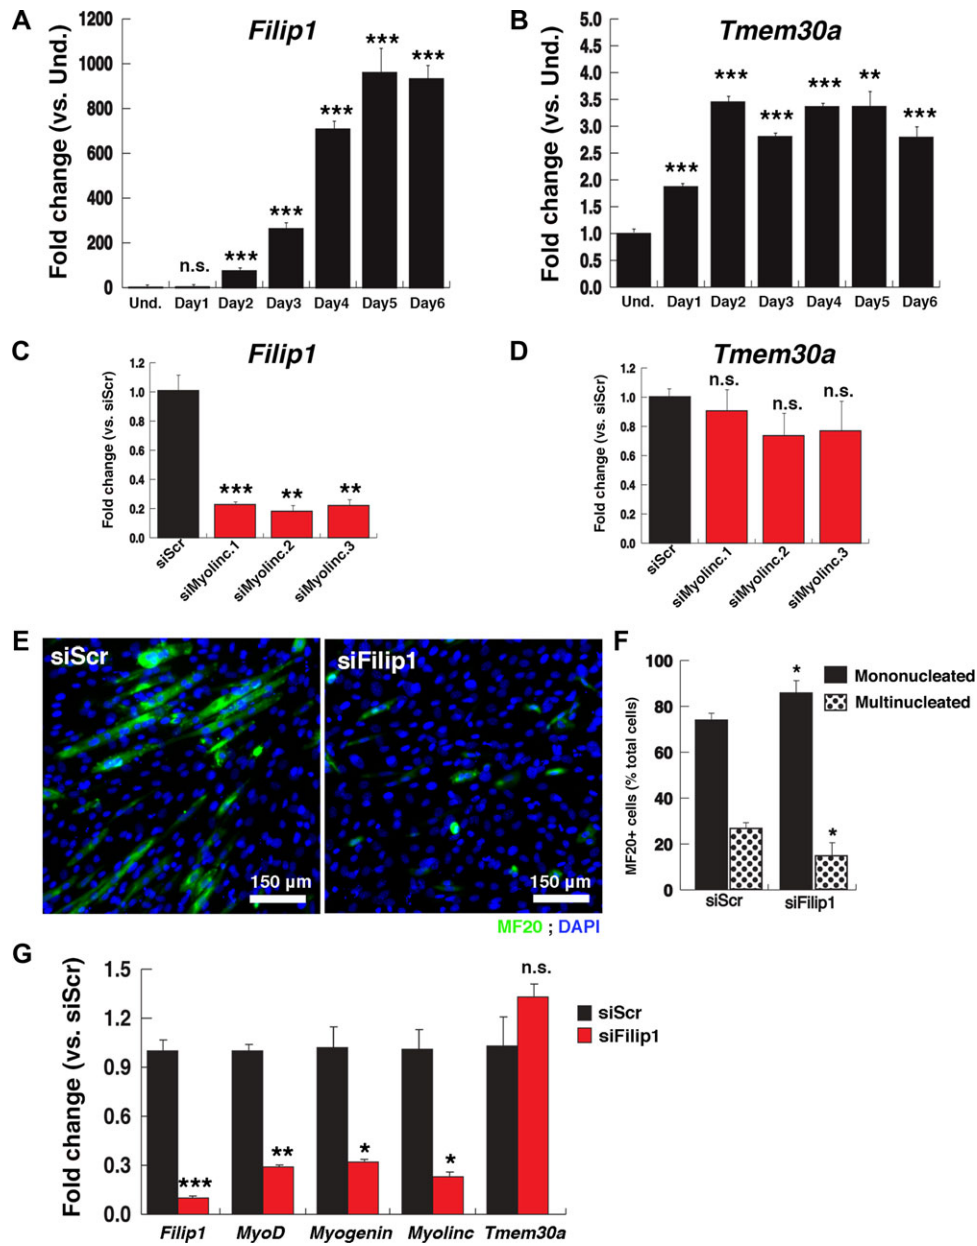 A
Filip1
Fold change (vs. Und.)
1200
1000
800
600
400
200
0
n.s.
***
***
***
***
***
Und. Day1 Day2 Day3 Day4 Day5 Day6
B
Tmem30a
Fold change (vs. Und.)
5.0
4.5
4.0
3.5
3.0
2.5
2.0
1.5
1.0
0.5
0.0
***
***
***
***
**
***
Und. Day1 Day2 Day3 Day4 Day5 Day6
C
Filip1
Fold change (vs. siScr)
1.2
1.0
0.8
0.6
0.4
0.2
0.0
***
**
**
siScr
siMyolinc.1
siMyolinc.2
siMyolinc.3
D
Tmem30a
Fold change (vs. siScr)
1.2
1.0
0.8
0.6
0.4
0.2
0.0
n.s.
n.s.
n.s.
siScr
siMyolinc.1
siMyolinc.2
siMyolinc.3
E
siScr
150 µm
siFilip1
150 µm
MF20 ; DAPI
F
MF20+ cells (% total cells)
100
80
60
40
20
0
*
*
Mononucleated
Multinucleated
siScr siFilip1
G
Fold change (vs. siScr)
1.5
1.2
0.9
0.6
0.3
0.0
***
**
*
*
n.s.
siScr
siFilip1
Filip1 MyoD Myogenin Myolinc Tmem30a